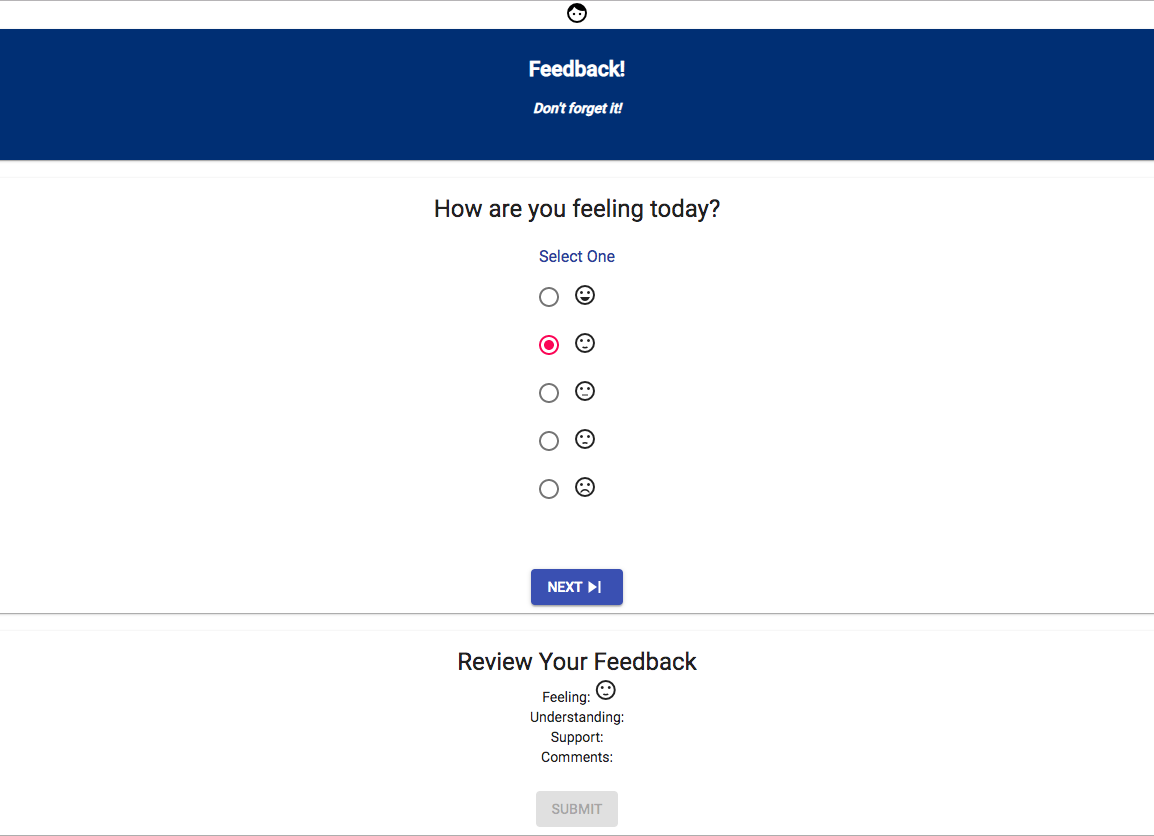 Feedback!
Don't forget it!
How are you feeling today?
Select One
NEXT
Review Your Feedback
Feeling:
Understanding:
Support:
Comments:
SUBMIT